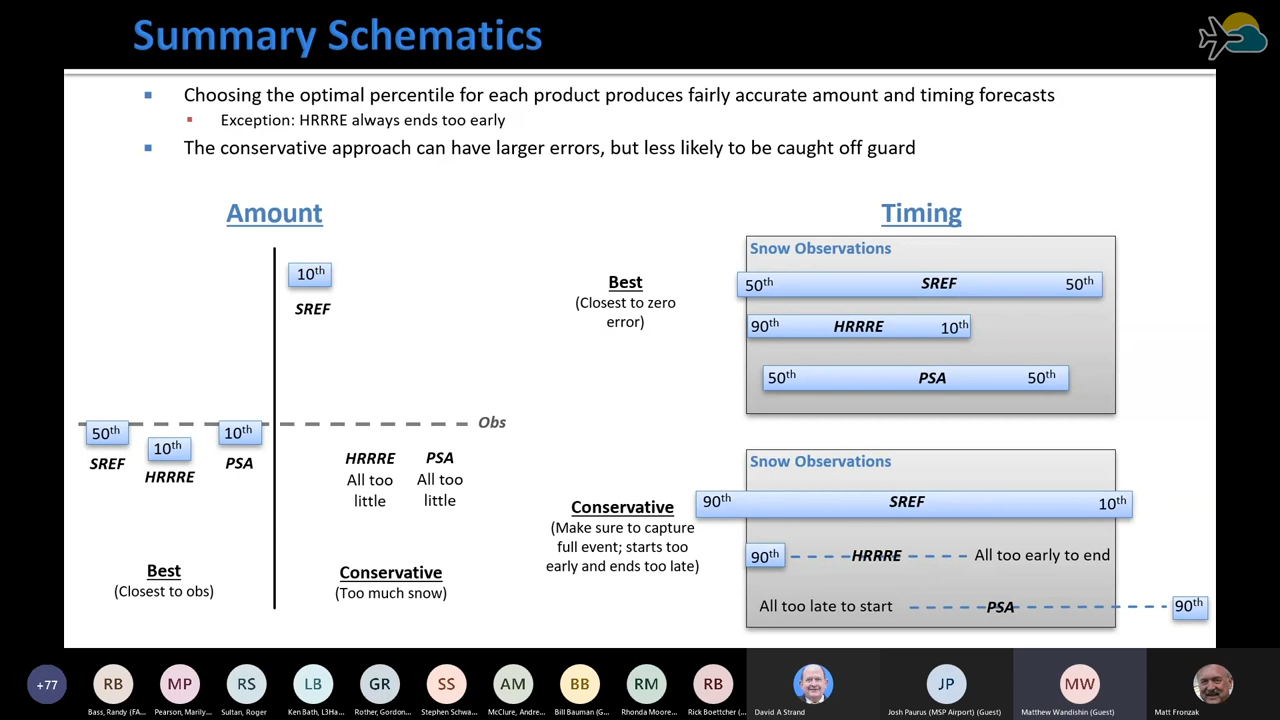 Summary Schematics
Choosing the optimal percentile for each product produces fairly accurate amount and timing forecasts
Exception: HRRRE always ends too early
The conservative approach can have larger errors, but less likely to be caught off guard
Amount
10th
SREF
Obs
50th
SREF
10th
HRRRE
10th
PSA
HRRRE
All too
little
PSA
All too
little
Best
(Closest to obs)
Conservative
(Too much snow)
Timing
Best
(Closest to zero
error)
Snow Observations
50th SREF 50th
90th HRRRE 10th
50th PSA 50th
Conservative
(Make sure to capture
full event; starts too
early and ends too late)
Snow Observations
90th SREF 10th
90th HRRRE All too early to end
All too late to start PSA 90th
+77
RB
Bass, Randy (FA...
MP
Pearson, Marily...
RS
Sultan, Roger
LB
Ken Bath, L3Ha...
GR
Rother, Gordon...
SS
Stephen Schwa...
AM
McClure, Andre...
BB
Bill Bauman (G...
RM
Rhonda Moore...
RB
Rick Boettcher (...
David A Strand
JP
Josh Paurus (MSP Airport) (Guest)
MW
Matthew Wandishin (Guest)
Matt Fronzak